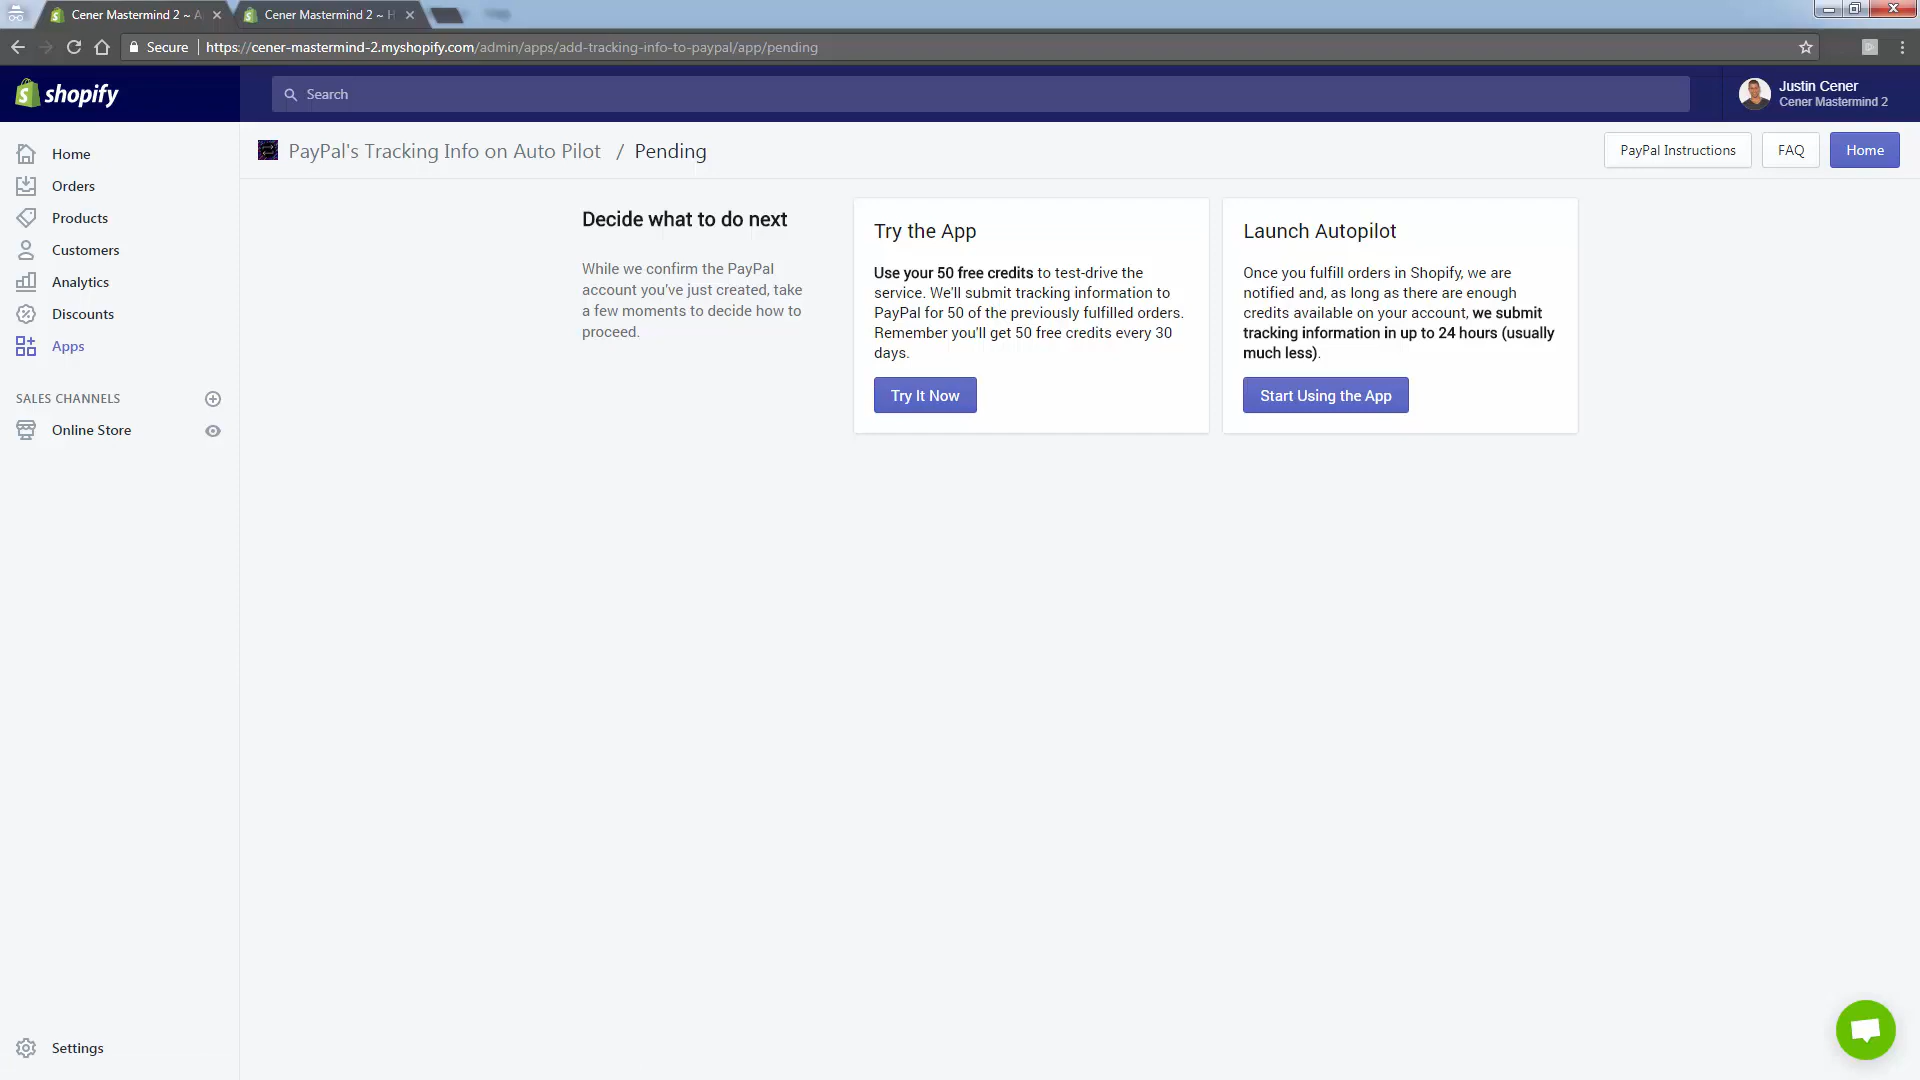 Cener Mastermind 2 ~ A
Cener Mastermind 2 ~ H
Secure
https://cener-mastermind-2.myshopify.com/admin/apps/add-tracking-info-to-paypal/app/pending
shopify
Search
Justin Cener
Cener Mastermind 2
PayPal's Tracking Info on Auto Pilot / Pending
PayPal Instructions
FAQ
Home
Home
Orders
Products
Customers
Analytics
Discounts
Apps
SALES CHANNELS
Online Store
Settings
Decide what to do next
While we confirm the PayPal
account you've just created, take
a few moments to decide how to
proceed.
Try the App
Use your 50 free credits to test-drive the
service. We'll submit tracking information to
PayPal for 50 of the previously fulfilled orders.
Remember you'll get 50 free credits every 30
days.
Try It Now
Launch Autopilot
Once you fulfill orders in Shopify, we are
notified and, as long as there are enough
credits available on your account, we submit
tracking information in up to 24 hours (usually
much less).
Start Using the App